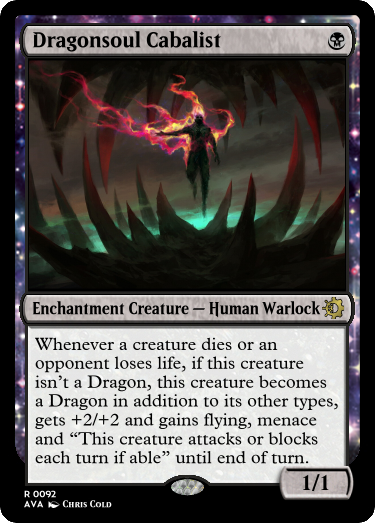 Dragonsoul Cabalist
Enchantment Creature — Human Warlock
Whenever a creature dies or an
opponent loses life, if this creature
isn't a Dragon, this creature becomes
a Dragon in addition to its other types,
gets +2/+2 and gains flying, menace
and “This creature attacks or blocks
each turn if able” until end of turn.
1/1
R 0092
AVA Chris Cold